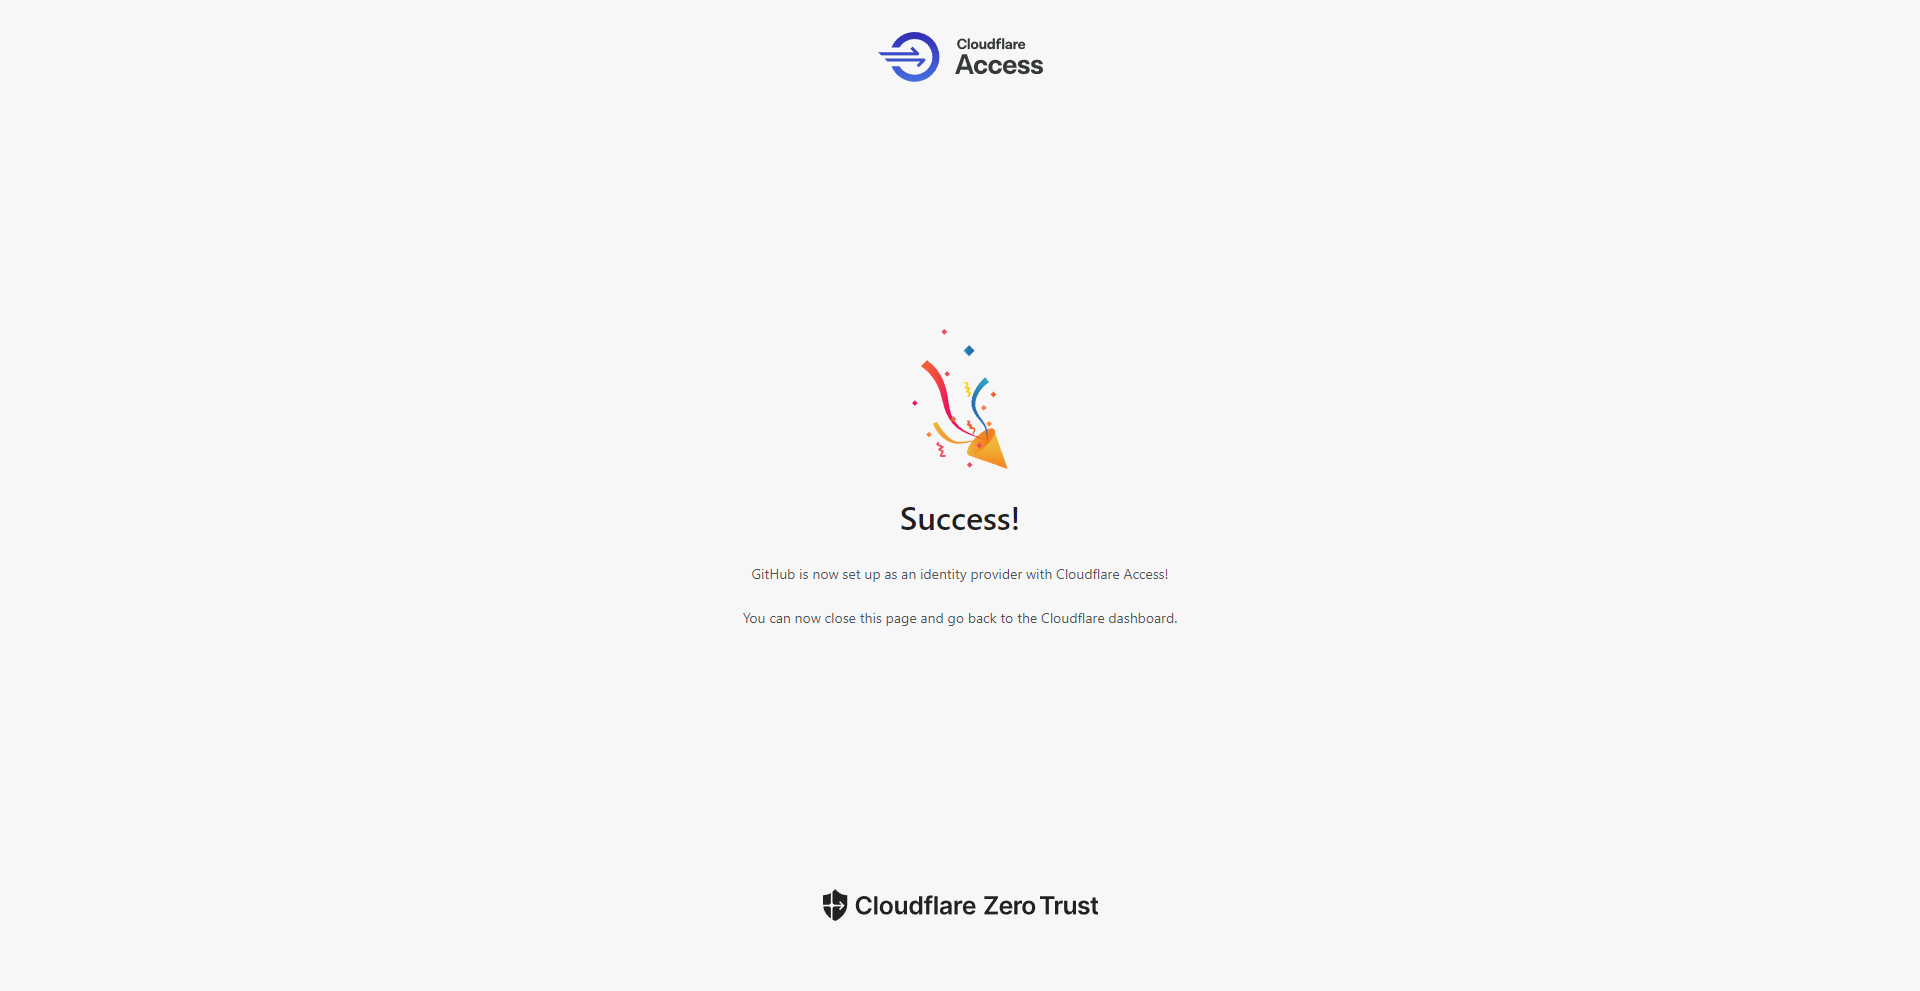 Cloudflare
Access
Success!
GitHub is now set up as an identity provider with Cloudflare Access!
You can now close this page and go back to the Cloudflare dashboard.
Cloudflare Zero Trust